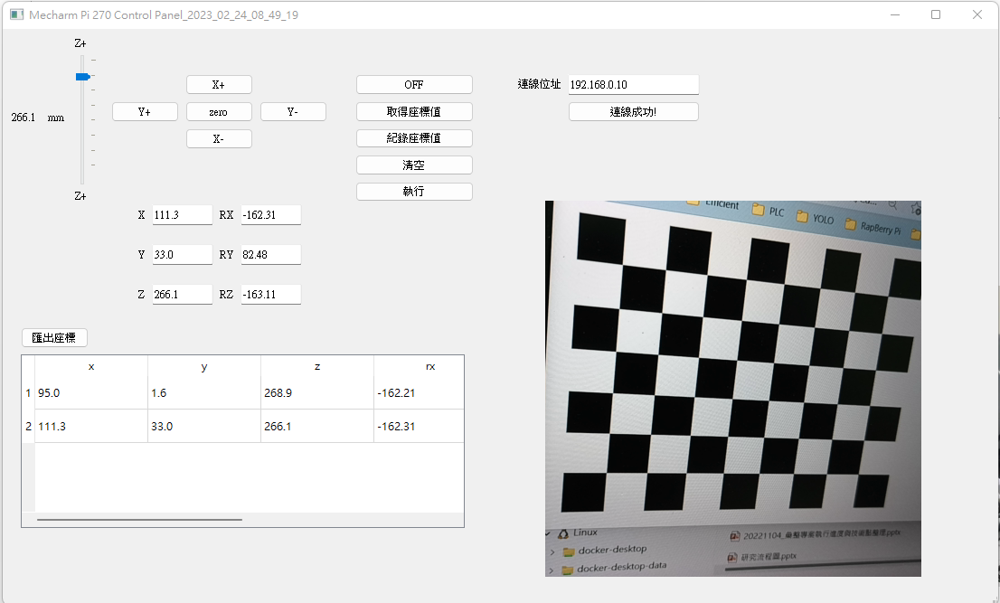 Mecharm Pi 270 Control Panel_2023_02_24_08_49_19
Z+
266.1 mm
Z+
X+
Y+ zero Y-
X-
OFF
取得座標值
紀錄座標值
清空
執行
連線位址 192.168.0.10
連線成功!
X 111.3 RX -162.31
Y 33.0 RY 82.48
Z 266.1 RZ -163.11
匯出座標
x y z rx
1 95.0 1.6 268.9 -162.21
2 111.3 33.0 266.1 -162.31
Efficient PLC YOLO RapBerry Pi
Linux
docker-desktop
docker-desktop-data
研究流程圖.pptx